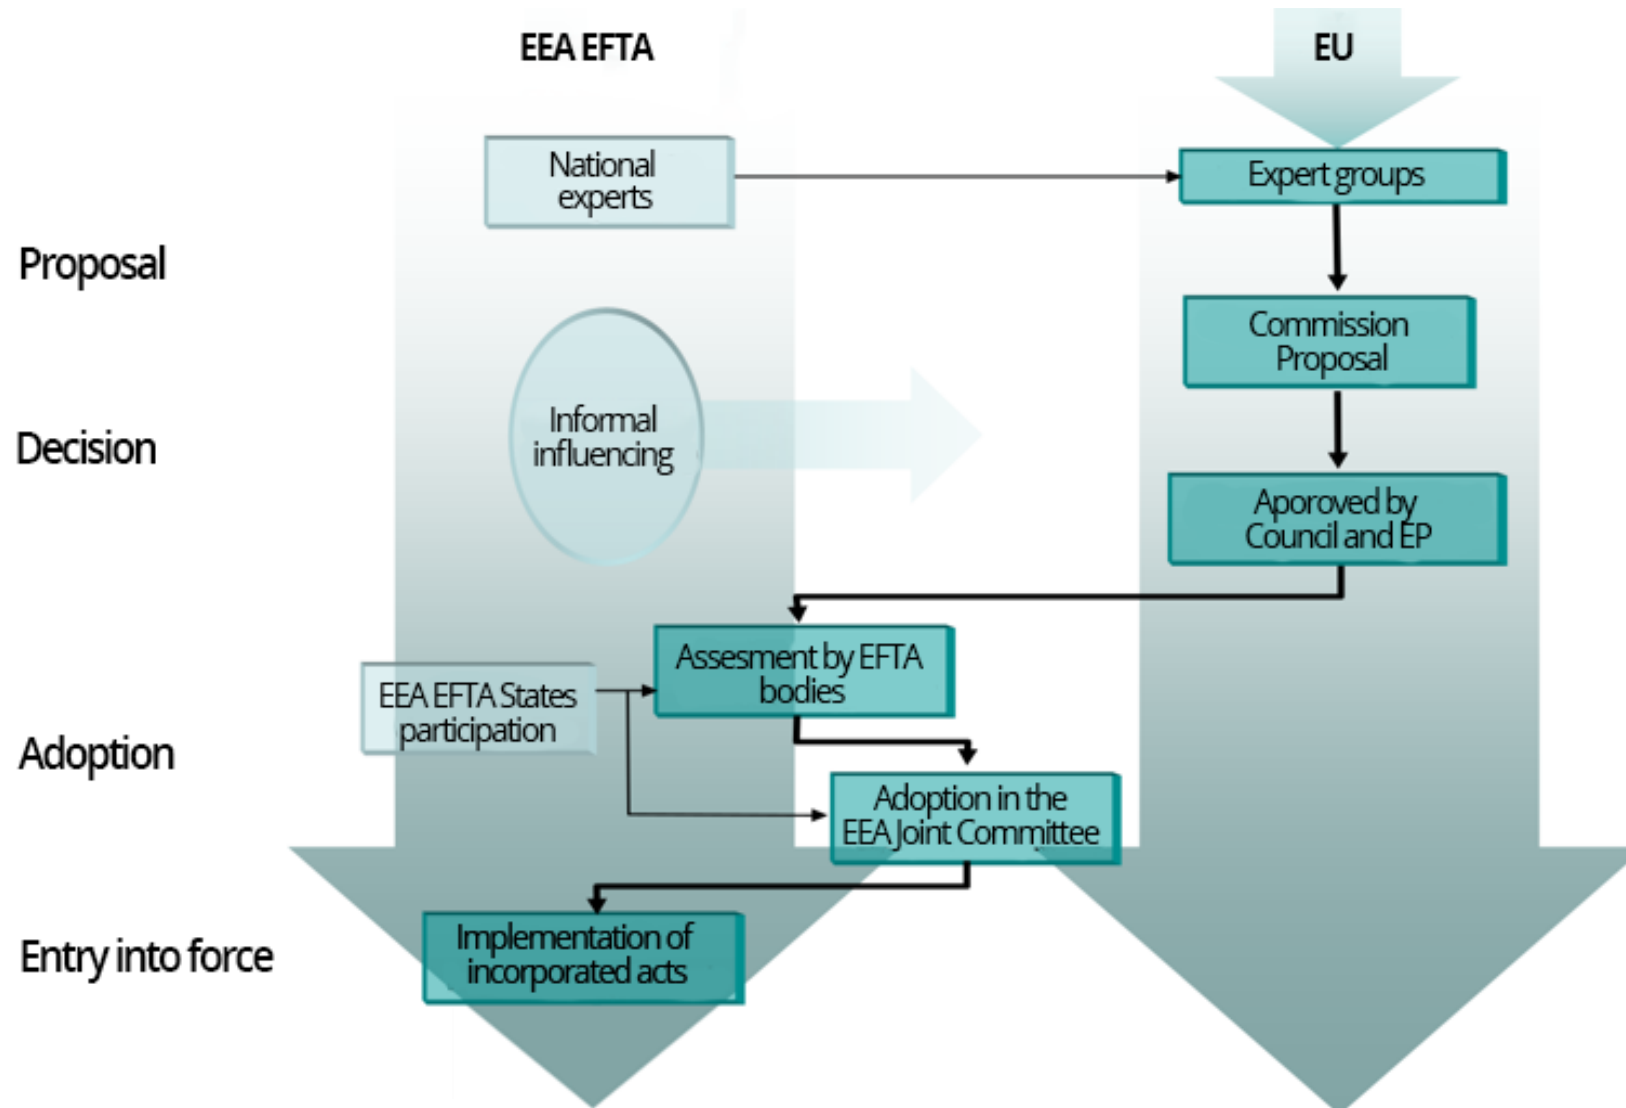 EEA EFTA
EU
National
experts
Expert groups
Proposal
Commission
Proposal
Informal
influencing
Decision
Aporoved by
Council and EP
Assesment by EFTA
bodies
EEA EFTA States
participation
Adoption
Adoption in the
EEA Joint Committee
Implementation of
incorporated acts
Entry into force